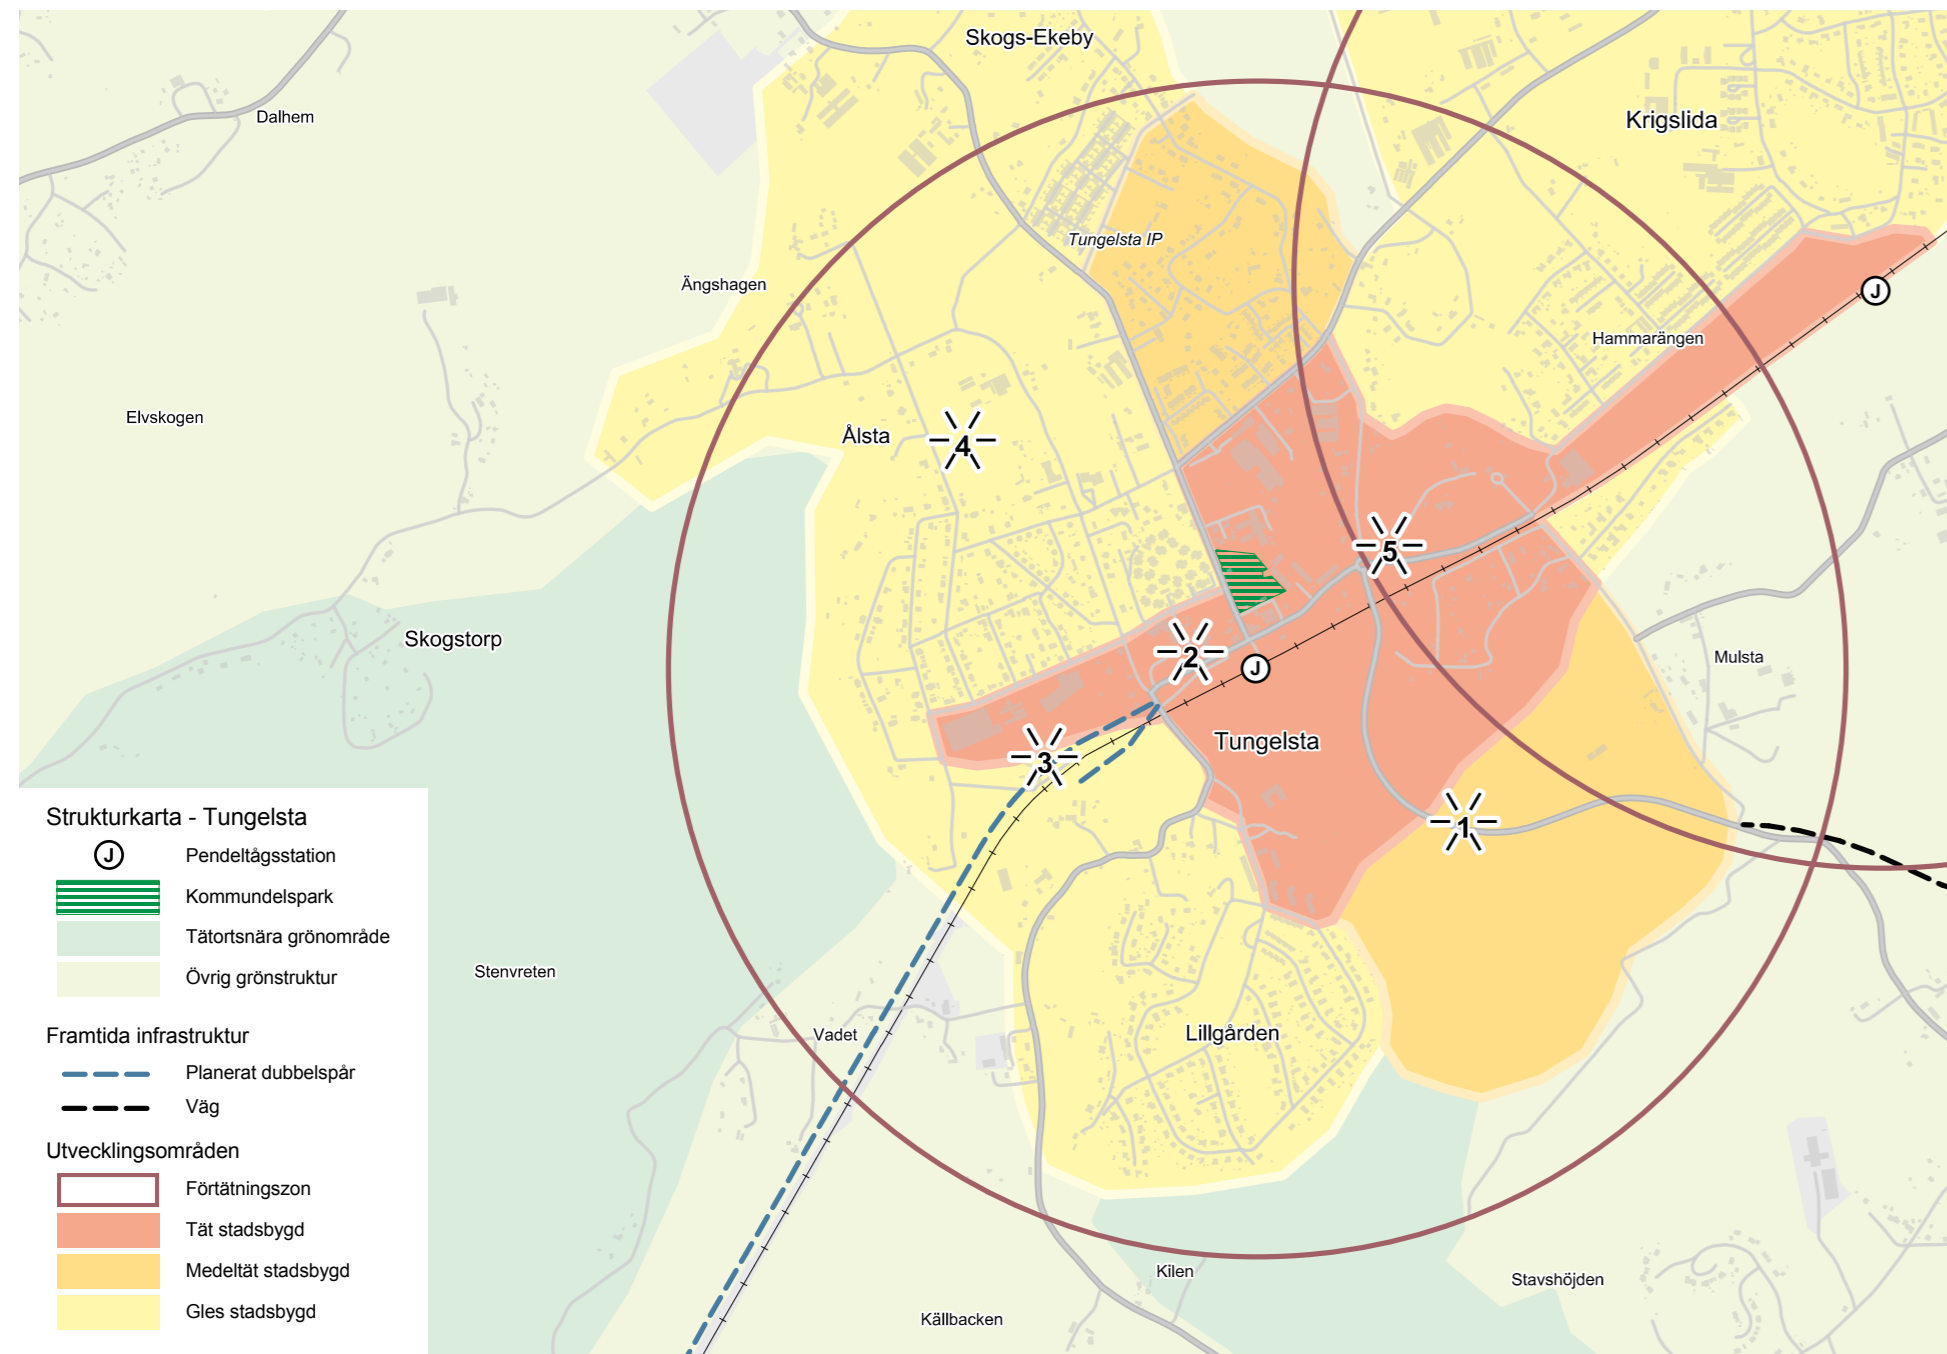 Skogs-Ekeby
Dalhem
Krigslida
Tungelsta IP
Ängshagen
J
Hammarängen
Elvskogen
Ålsta
4
5
Skogstorp
2
J
Mulsta
Tungelsta
3
1
Stenvreten
Vadet
Lillgården
Kilen
Stavshöjden
Källbacken
Strukturkarta - Tungelsta
J Pendeltågsstation
Kommundelspark
Tätortsnära grönområde
Övrig grönstruktur
Framtida infrastruktur
Planerat dubbelspår
Väg
Utvecklingsområden
Förtätningszon
Tät stadsbygd
Medeltät stadsbygd
Gles stadsbygd